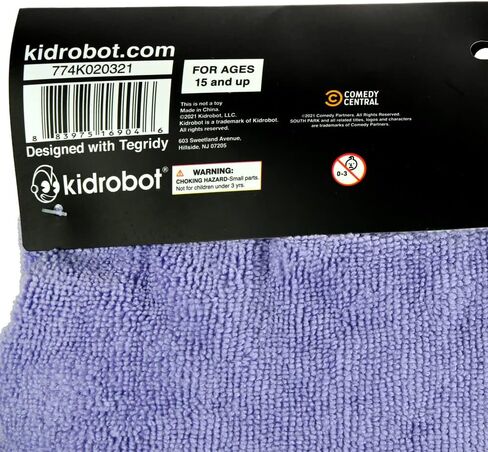 kidrobot.com
774K020321
8 83975 16904 6
Designed with Tegridy
kidrobot®
FOR AGES
15 and up
This is not a toy
Made in China.
©2021 Kidrobot, LLC.
Kidrobot is a trademark of Kidrobot.
All rights reserved.
603 Sweetland Avenue,
Hillside, NJ 07205
WARNING:
CHOKING HAZARD-Small parts.
Not for children under 3 yrs.
COMEDY
CENTRAL
©2021 Comedy Partners. All Rights Reserved.
SOUTH PARK and all related titles, logos and characters
are trademarks of Comedy Partners.
0-3